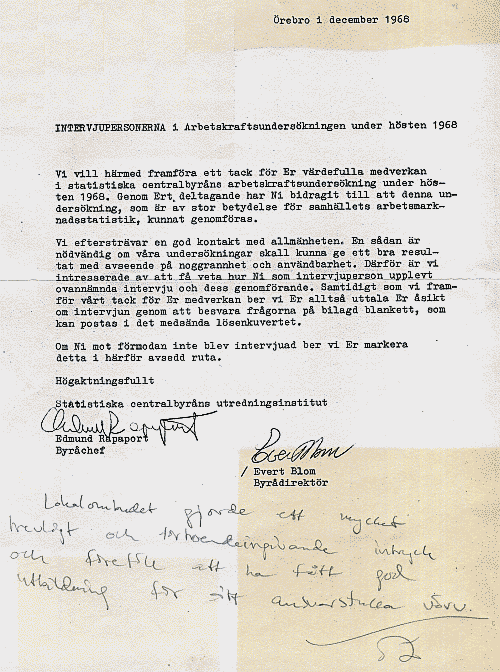 Örebro 1 december 1968
INTERVJUPERSONERNA i Arbetskraftsundersökningen under hösten 1968
Vi vill härmed framföra ett tack för Er värdefulla medverkan
i statistiska centralbyråns arbetskraftsundersökning under hös-
ten 1968. Genom Ert deltagande har Ni bidragit till att denna un-
dersökning, som är av stor betydelse för samhällets arbetsmark-
nadsstatistik, kunnat genomföras.
Vi eftersträvar en god kontakt med allmänheten. En sådan är
nödvändig om våra undersökningar skall kunna ge ett bra resul-
tat med avseende på noggrannhet och användbarhet. Därför är vi
intresserade av att få veta hur Ni som intervjuperson upplevt
ovannämnda intervju och dess genomförande. Samtidigt som vi fram-
för vårt tack för Er medverkan ber vi Er alltså uttala Er åsikt
om intervjun genom att besvara frågorna på bilagd blankett, som
kan postas i det medsända lösenkuvertet.
Om Ni mot förmodan inte blev intervjuad ber vi Er markera
detta i härför avsedd ruta.
Högaktningsfullt
Statistiska centralbyråns utredningsinstitut
Edmund Rapaport
Byråchef
Evert Blom
/ Evert Blom
Byrådirektör
Lokalombudet gjorde ett mycket
trevligt och förtroendeingivande intryck
och föreföll att ha fått god
utbildning för sitt värv.